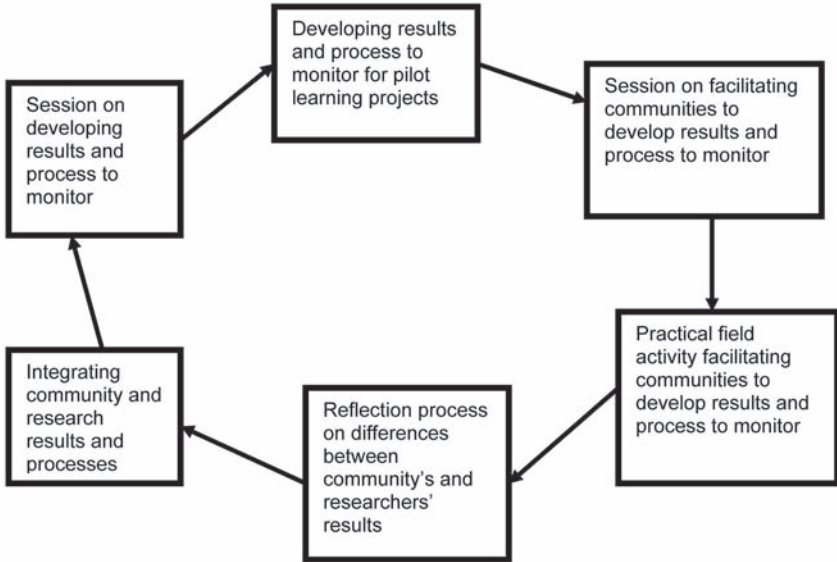 Developing results
and process to
monitor for pilot
learning projects
Session on facilitating
communities to
develop results and
process to monitor
Practical field
activity facilitating
communities to
develop results and
process to monitor
Reflection process
on differences
between
community’s and
researchers’
results
Integrating
community and
research
results and
processes
Session on
developing
results and
process to
monitor